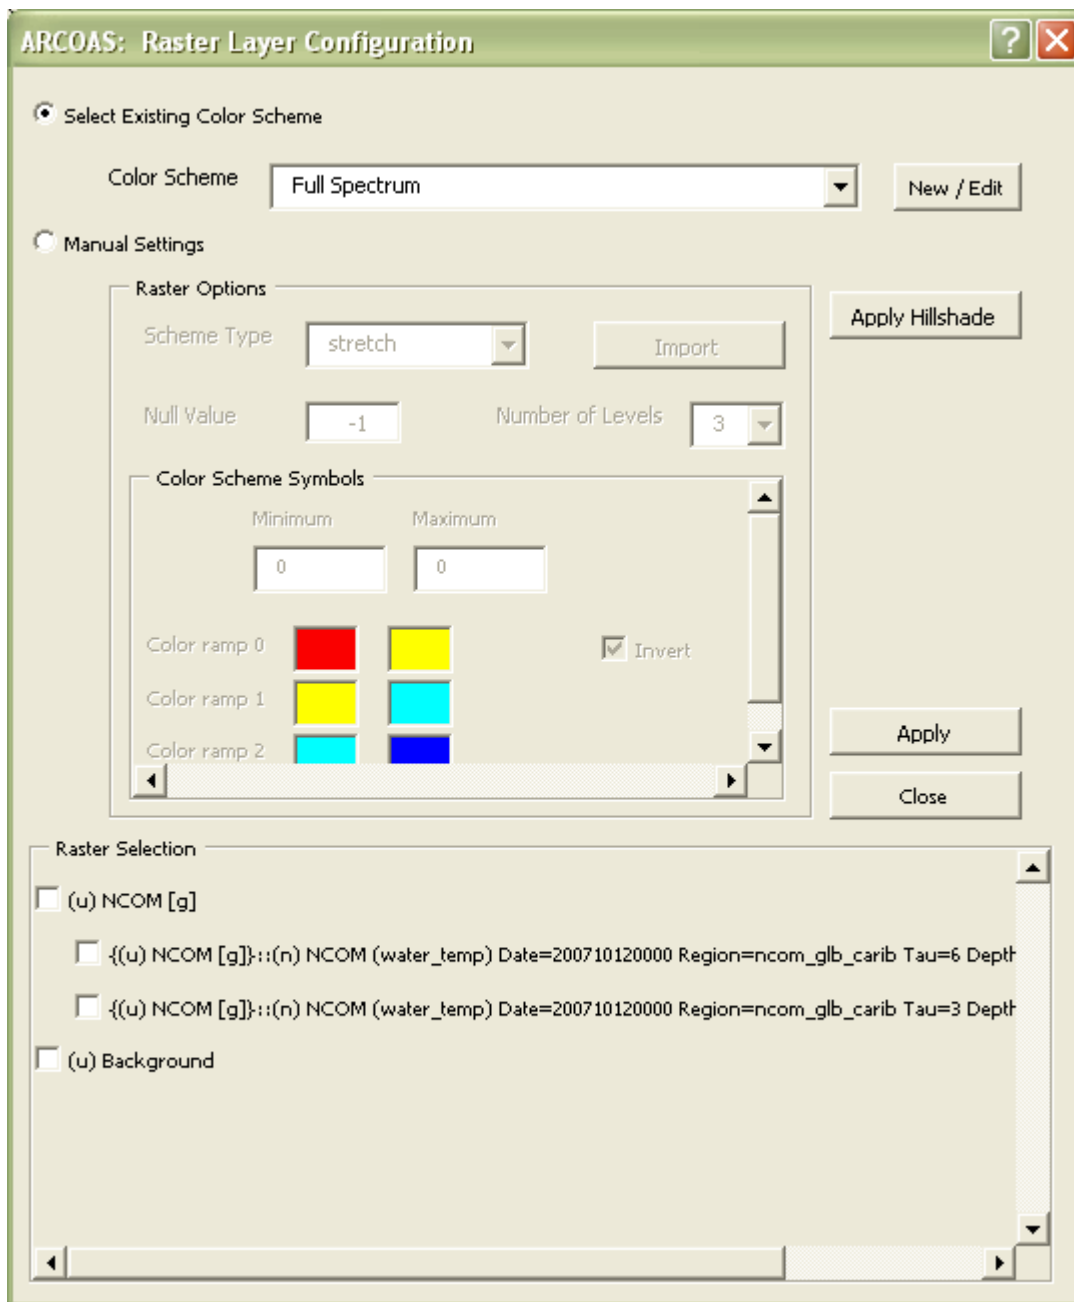 ARCOAS: Raster Layer Configuration
Select Existing Color Scheme
Color Scheme Full Spectrum New / Edit
Manual Settings
Raster Options
Apply Hillshade
Scheme Type stretch Import
Null Value -1 Number of Levels 3
Color Scheme Symbols
Minimum Maximum
0 0
Color ramp 0 Invert
Color ramp 1
Color ramp 2
Apply
Close
Raster Selection
(u) NCOM [g]
{(u) NCOM [g]}::(n) NCOM (water_temp) Date=200710120000 Region=ncom_glb_carib Tau=6 Depth
{(u) NCOM [g]}::(n) NCOM (water_temp) Date=200710120000 Region=ncom_glb_carib Tau=3 Depth
(u) Background